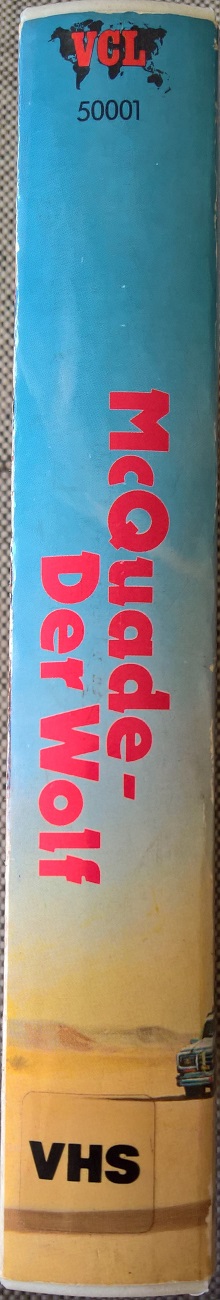 VCL
50001
McQuade-
Der Wolf
VHS